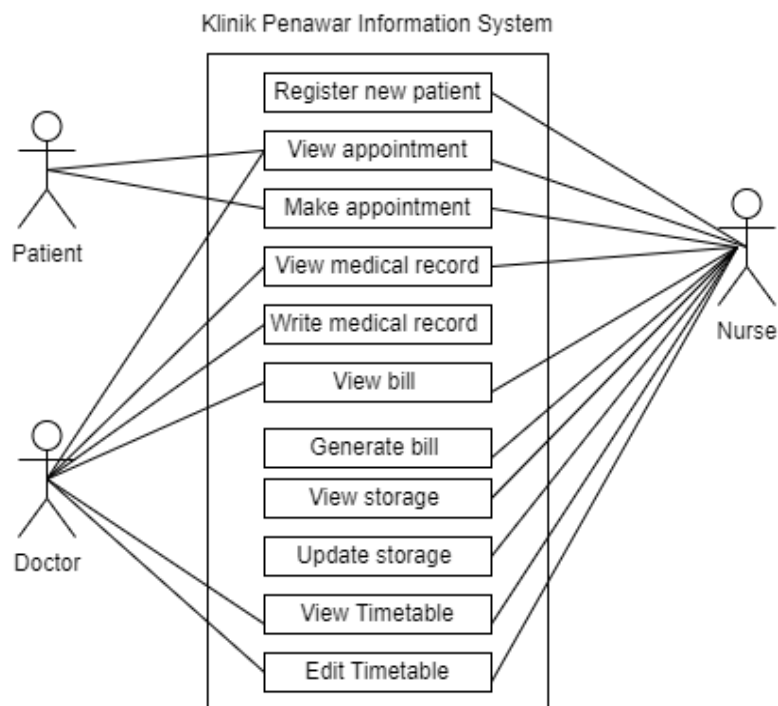 Klinik Penawar Information System
Register new patient
View appointment
Make appointment
Patient
View medical record
Write medical record
Nurse
View bill
Generate bill
View storage
Doctor
Update storage
View Timetable
Edit Timetable